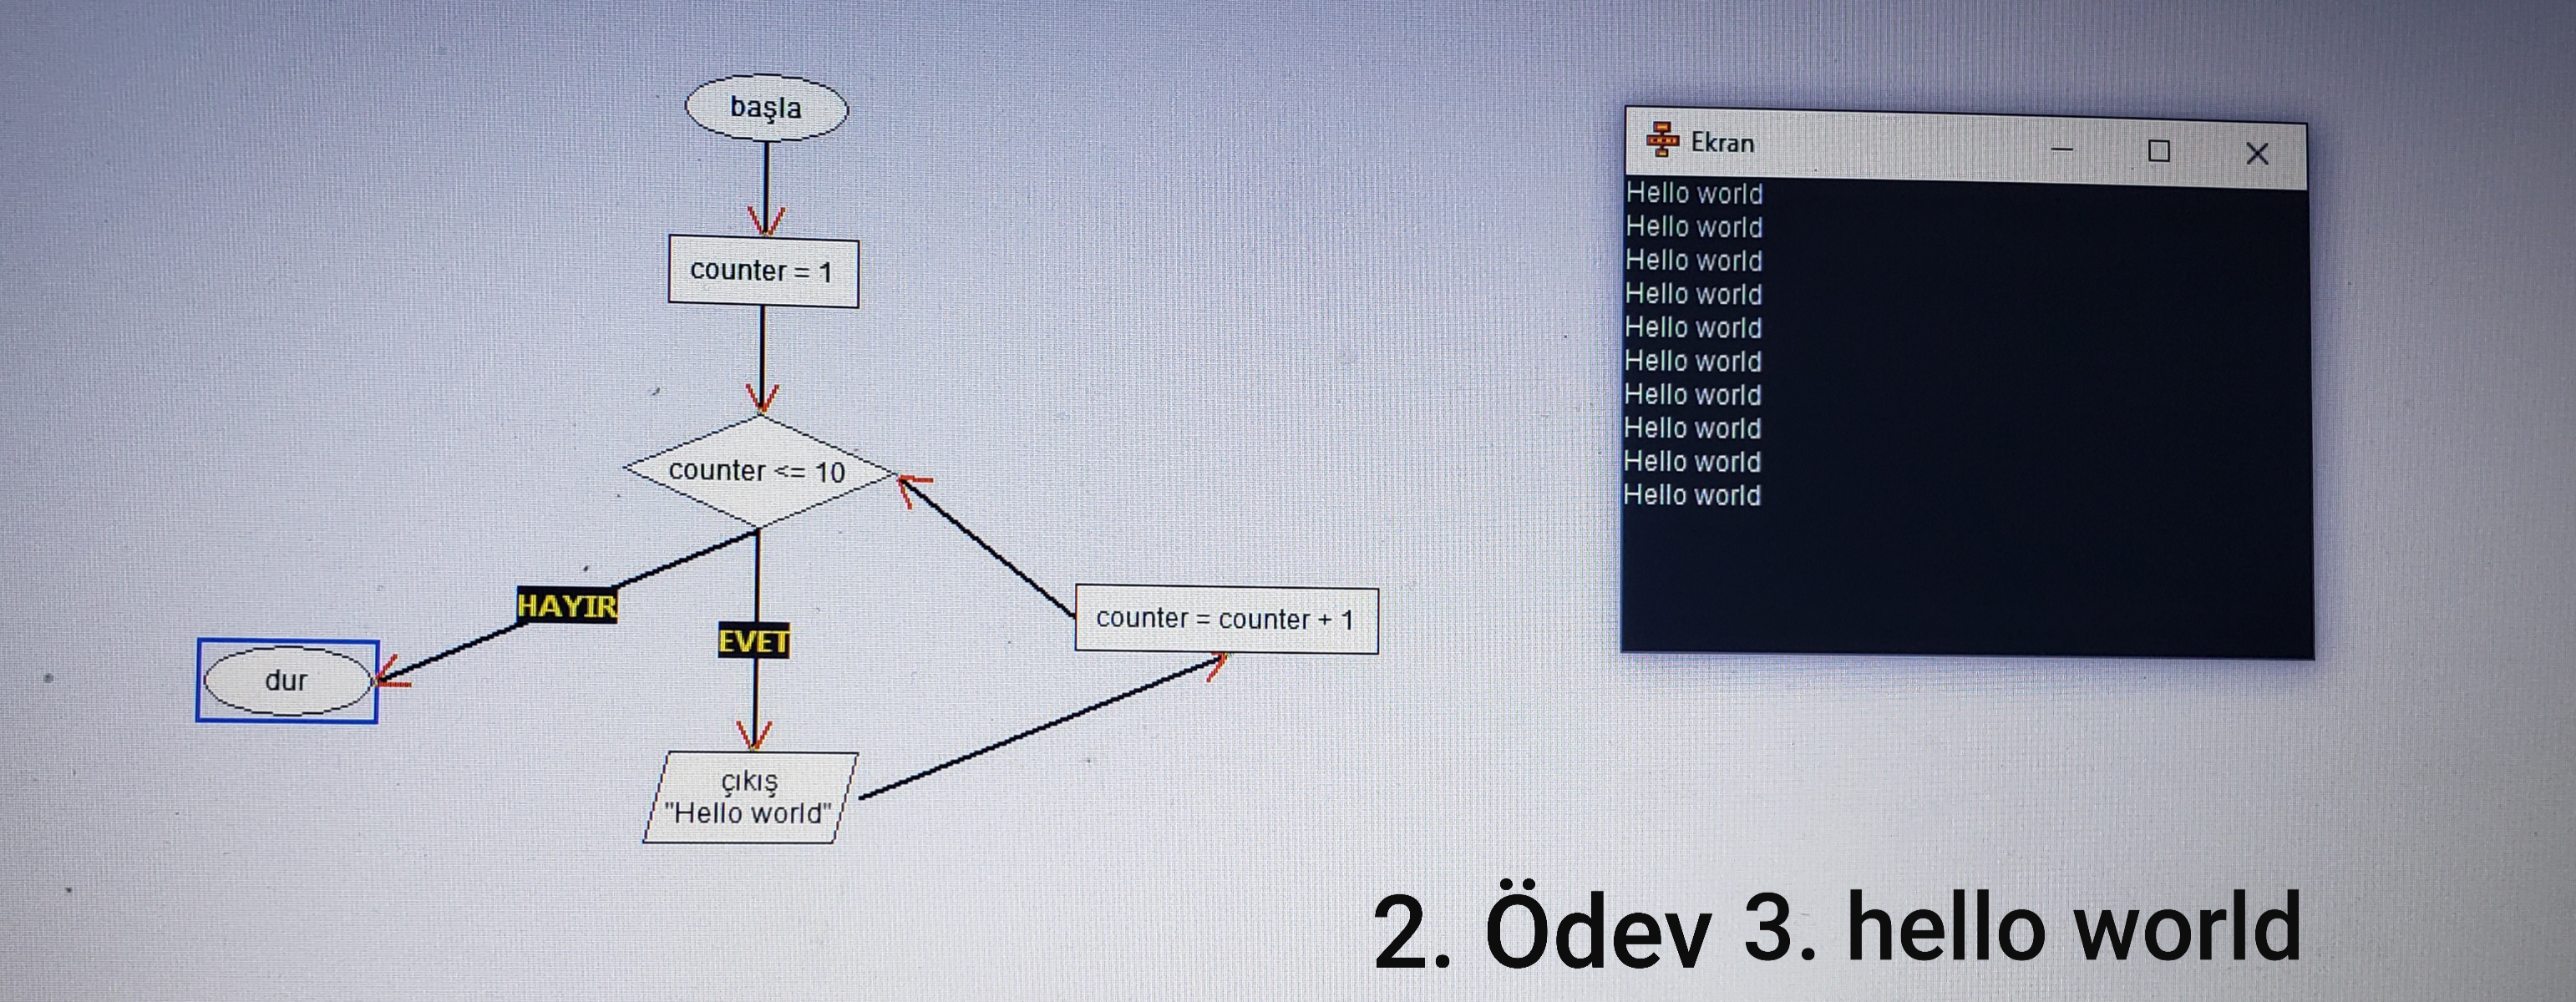 başla
counter = 1
counter <= 10
HAYIR
EVET
dur
counter = counter + 1
çıkış
"Hello world"
Ekran
Hello world
Hello world
Hello world
Hello world
Hello world
Hello world
Hello world
Hello world
Hello world
Hello world
2. Ödev 3. hello world